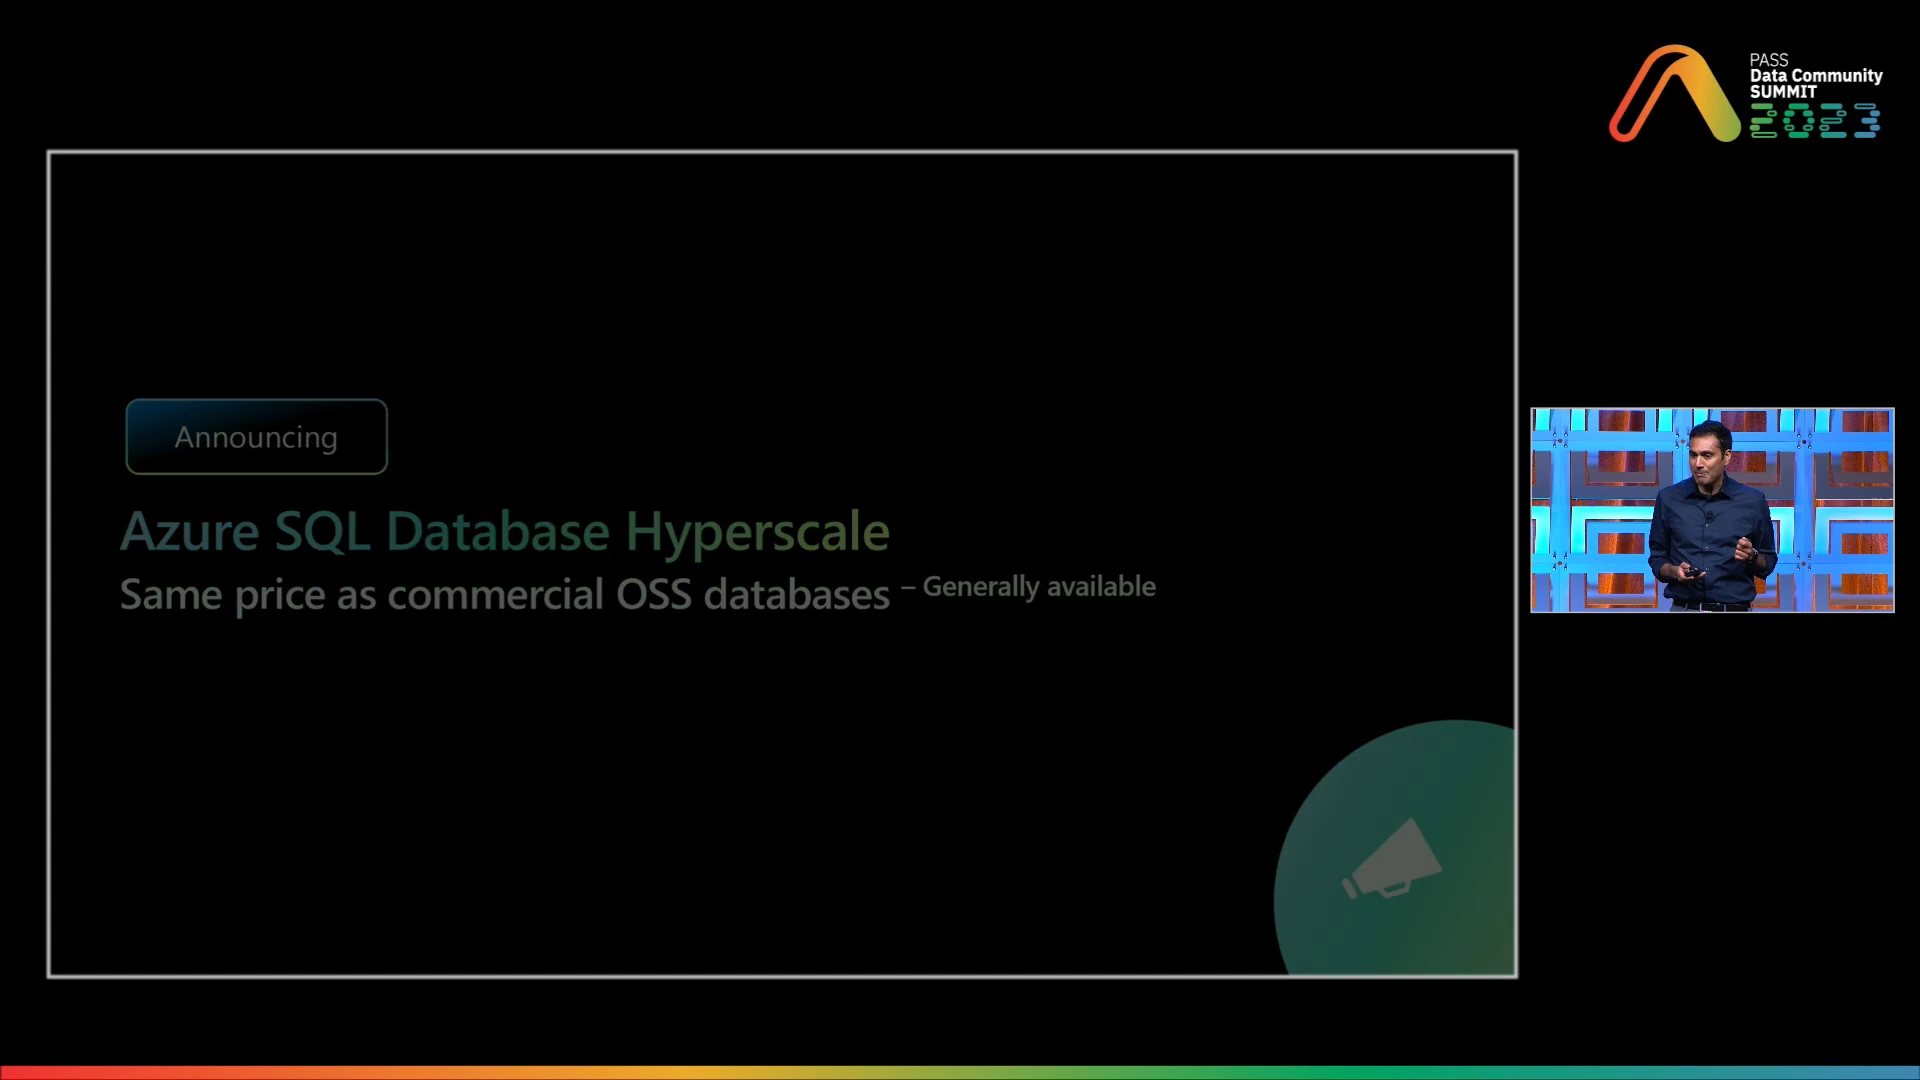 PASS
Data Community
SUMMIT
2023
Announcing
Azure SQL Database Hyperscale
Same price as commercial OSS databases – Generally available